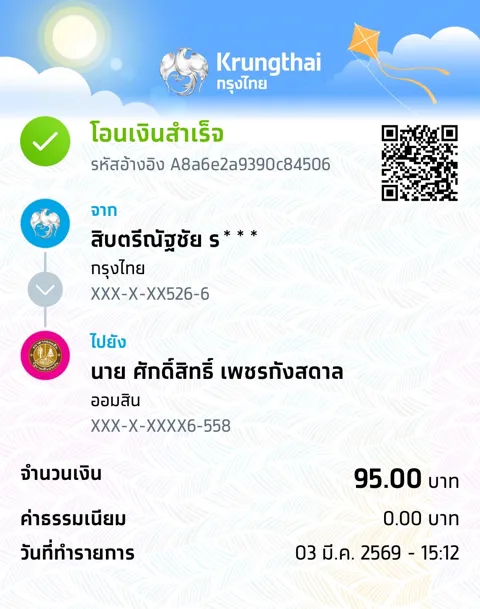 Krungthai
กรุงไทย
โอนเงินสำเร็จ
รหัสอ้างอิง A8a6e2a9390c84506
จาก
สิบตรีณัฐชัย ร***
กรุงไทย
XXX-X-XX526-6
ไปยัง
นาย ศักดิ์สิทธิ์ เพชรกังสดาล
ออมสิน
XXX-X-XXXX6-558
จำนวนเงิน 95.00 บาท
ค่าธรรมเนียม 0.00 บาท
วันที่ทำรายการ 03 มี.ค. 2569 - 15:12